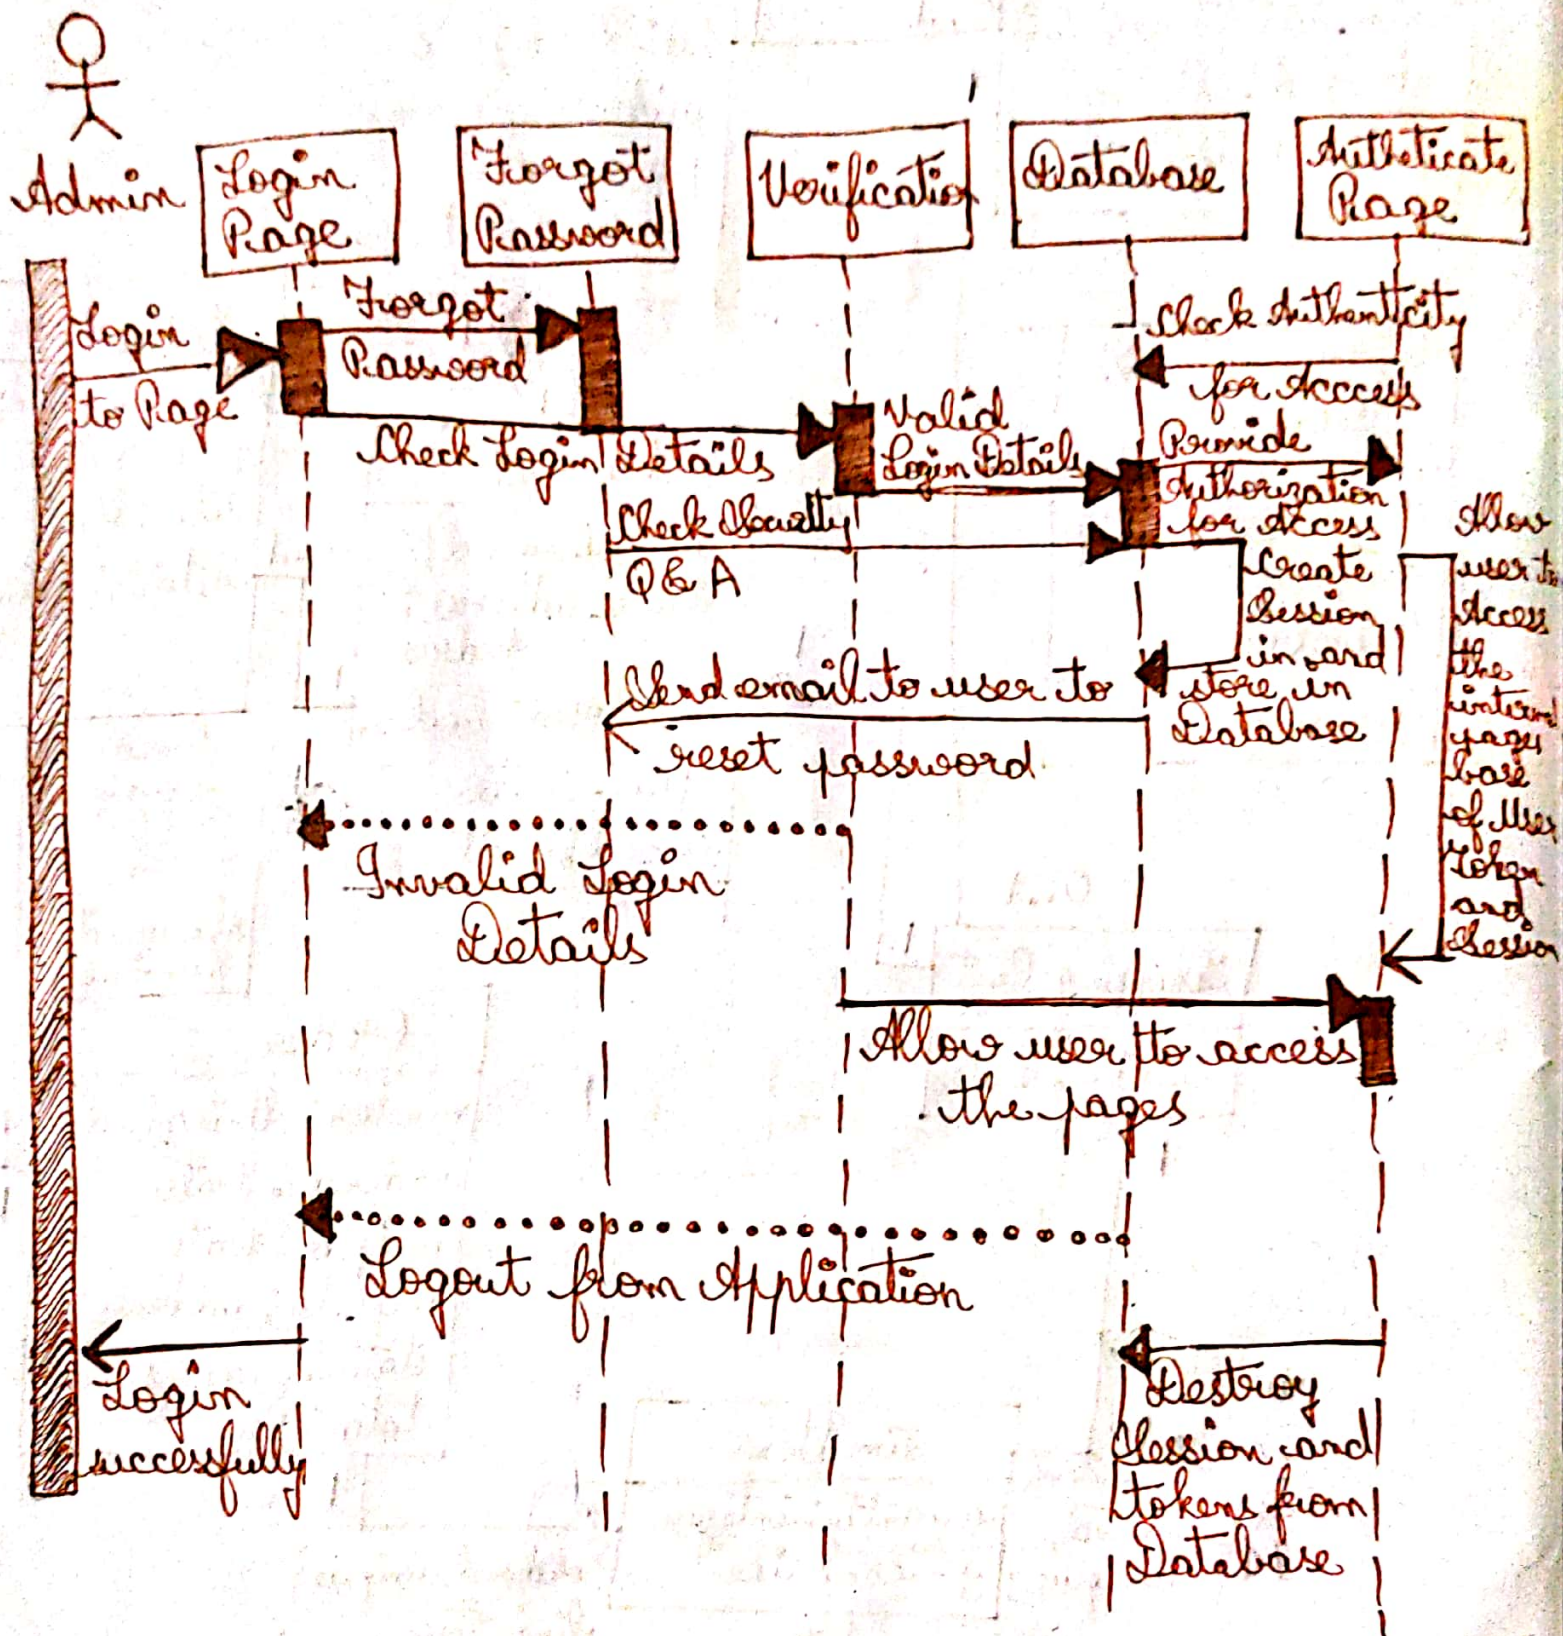 Admin
Login
Page
Forgot
Password
Verification
Database
Autheticate
Page
Login
to Page
Forgot
Password
Check Authenticity
for Acccess
Check Login Details
Valid
Login Details
Provide
Authorization
for Access
Check Security
Q & A
Create
Session
in and
store in
Database
Allow
user to
Access
the
internal
pages
base
of User
Token
and
Session
Send email to user to
reset password
Invalid Login
Details
Allow user to access
the pages
Logout from Application
Login
successfully
Destroy
Session and
tokens from
Database